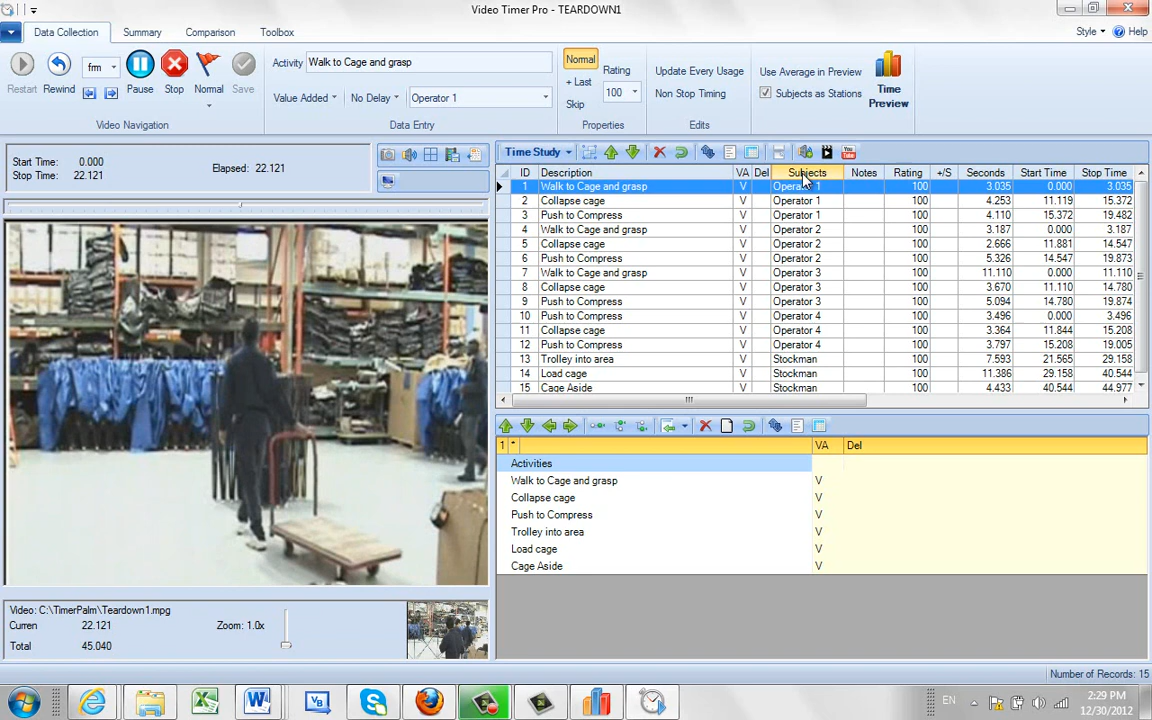 Video Timer Pro - TEARDOWN1
Data Collection Summary Comparison Toolbox Style Help
Restart Rewind frm Pause Stop Normal Save
Video Navigation
Activity Walk to Cage and grasp
Value Added No Delay Operator 1
Data Entry
Normal
+ Last
Skip
Rating
100
Properties
Update Every Usage
Non Stop Timing
Edits
Use Average in Preview
Subjects as Stations
Time Preview
Start Time: 0.000
Stop Time: 22.121
Elapsed: 22.121
Time Study
ID Description VA Del Subjects Notes Rating +/S Seconds Start Time Stop Time
1 Walk to Cage and grasp V Operator 1 100 3.035 0.000 3.035
2 Collapse cage V Operator 1 100 4.253 11.119 15.372
3 Push to Compress V Operator 1 100 4.110 15.372 19.482
4 Walk to Cage and grasp V Operator 2 100 3.187 0.000 3.187
5 Collapse cage V Operator 2 100 2.666 11.881 14.547
6 Push to Compress V Operator 2 100 5.326 14.547 19.873
7 Walk to Cage and grasp V Operator 3 100 11.110 0.000 11.110
8 Collapse cage V Operator 3 100 3.670 11.110 14.780
9 Push to Compress V Operator 3 100 5.094 14.780 19.874
10 Push to Compress V Operator 4 100 3.496 0.000 3.496
11 Collapse cage V Operator 4 100 3.364 11.844 15.208
12 Push to Compress V Operator 4 100 3.797 15.208 19.005
13 Trolley into area V Stockman 100 7.593 21.565 29.158
14 Load cage V Stockman 100 11.386 29.158 40.544
15 Cage Aside V Stockman 100 4.433 40.544 44.977
1 * VA Del
Activities
Walk to Cage and grasp V
Collapse cage V
Push to Compress V
Trolley into area V
Load cage V
Cage Aside V
Video: C:\TimerPalm\Teardown1.mpg
Curren 22.121 Zoom: 1.0x
Total 45.040
Number of Records: 15
EN
2:29 PM
12/30/2012